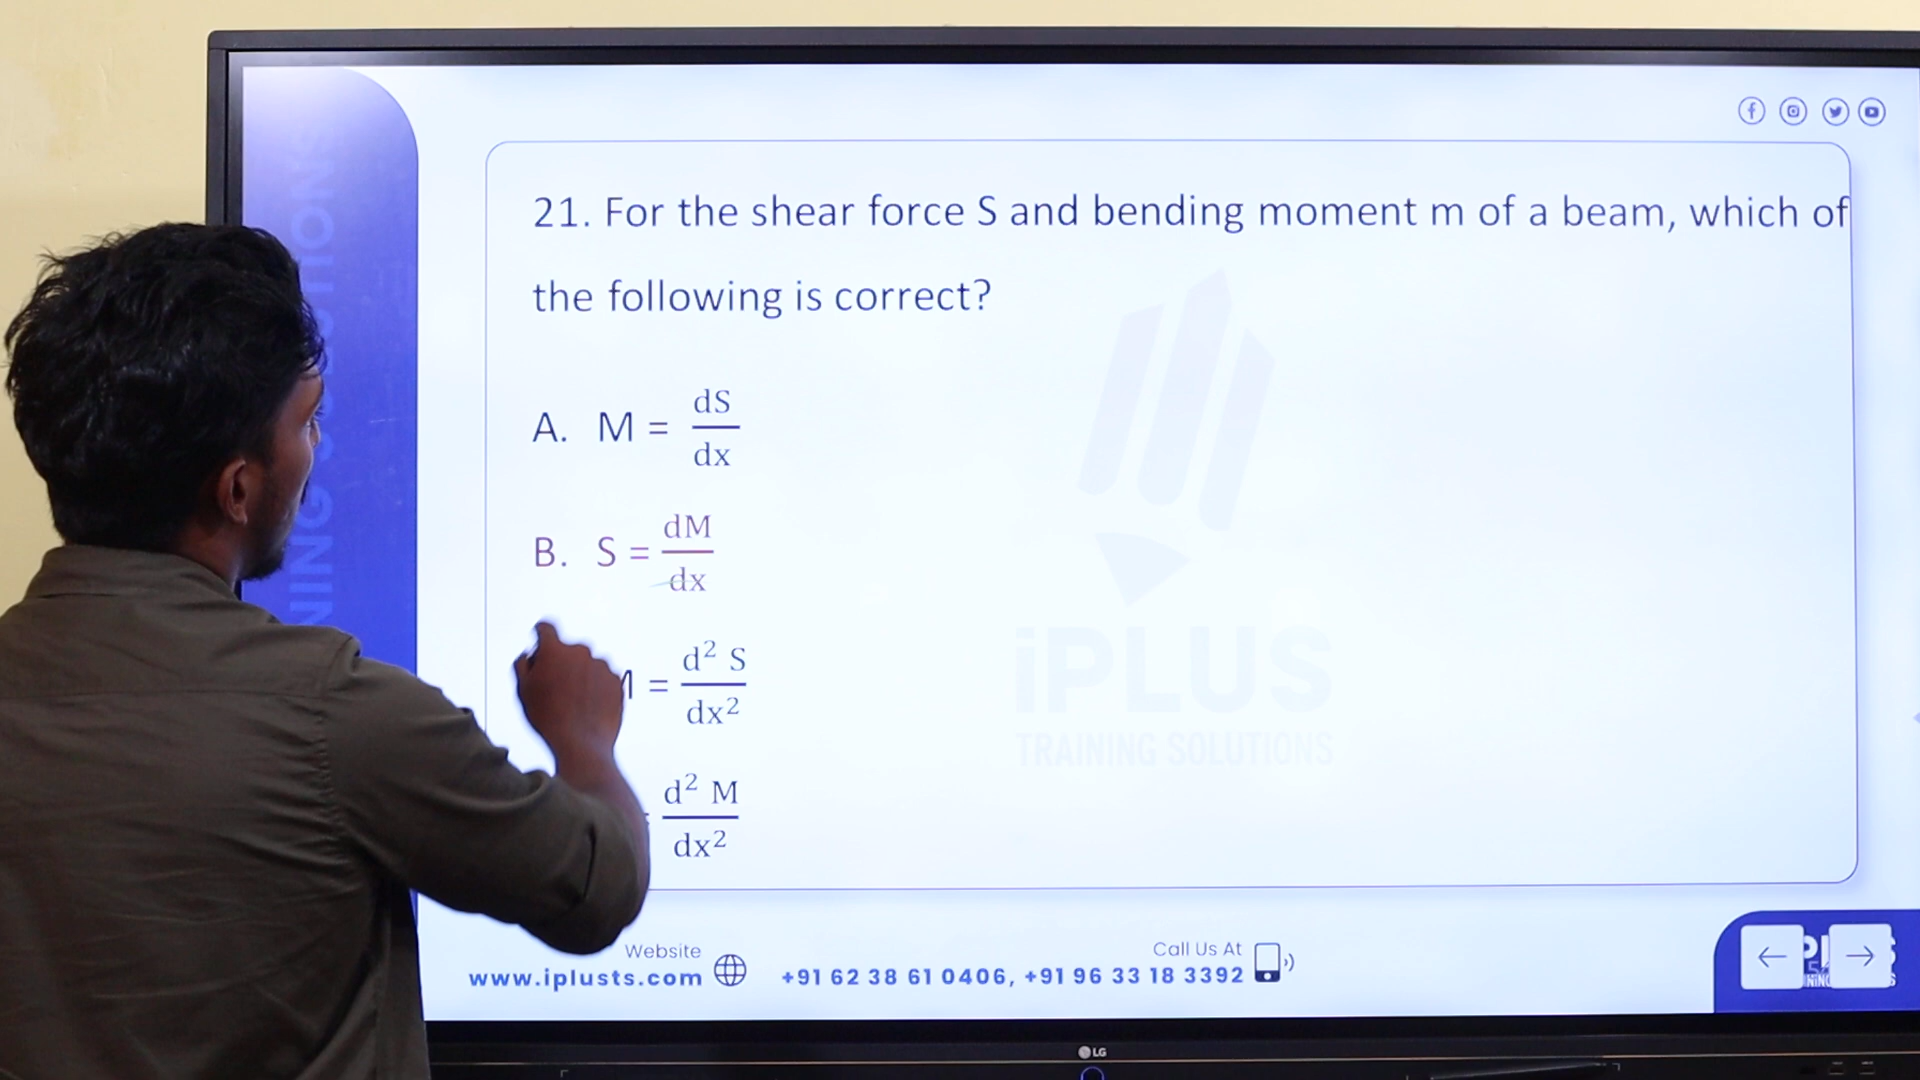 21. For the shear force S and bending moment m of a beam, which of
the following is correct?
A. M = dS/dx
B. S = dM/dx
= d² S/dx²
d² M/dx²
iPLUS
TRAINING SOLUTIONS
Website
www.iplusts.com
Call Us At
+91 62 38 61 0406, +91 96 33 18 3392
LG